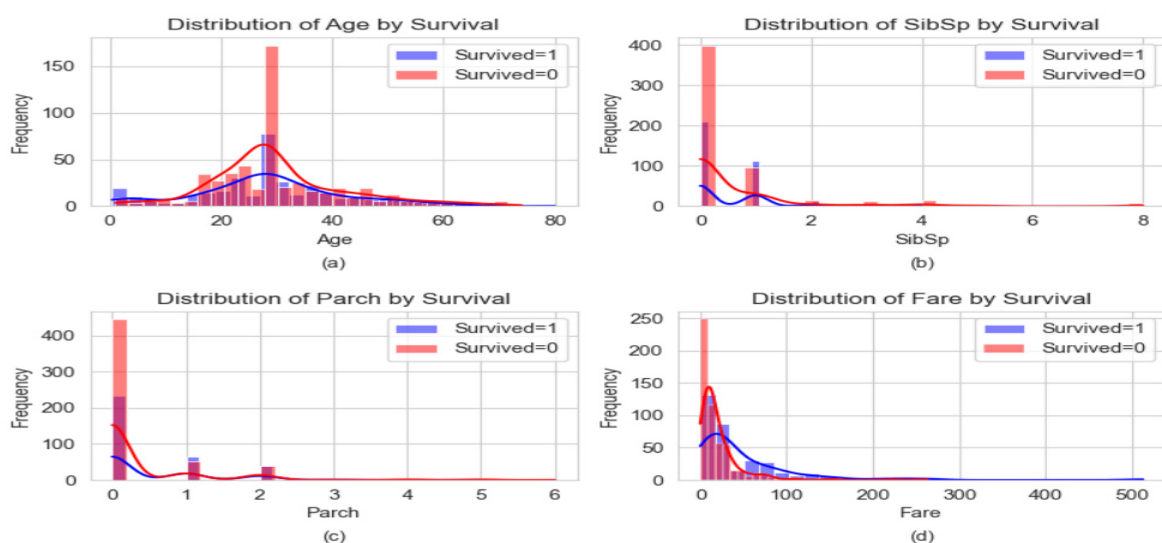 Distribution of Age by Survival
Frequency
150
100
50
0
Survived=1
Survived=0
0 20 40 60 80
Age
(a)
Distribution of SibSp by Survival
Frequency
400
300
200
100
0
Survived=1
Survived=0
0 2 4 6 8
SibSp
(b)
Distribution of Parch by Survival
Frequency
400
300
200
100
0
Survived=1
Survived=0
0 1 2 3 4 5 6
Parch
(c)
Distribution of Fare by Survival
Frequency
250
200
150
100
50
0
Survived=1
Survived=0
0 100 200 300 400 500
Fare
(d)